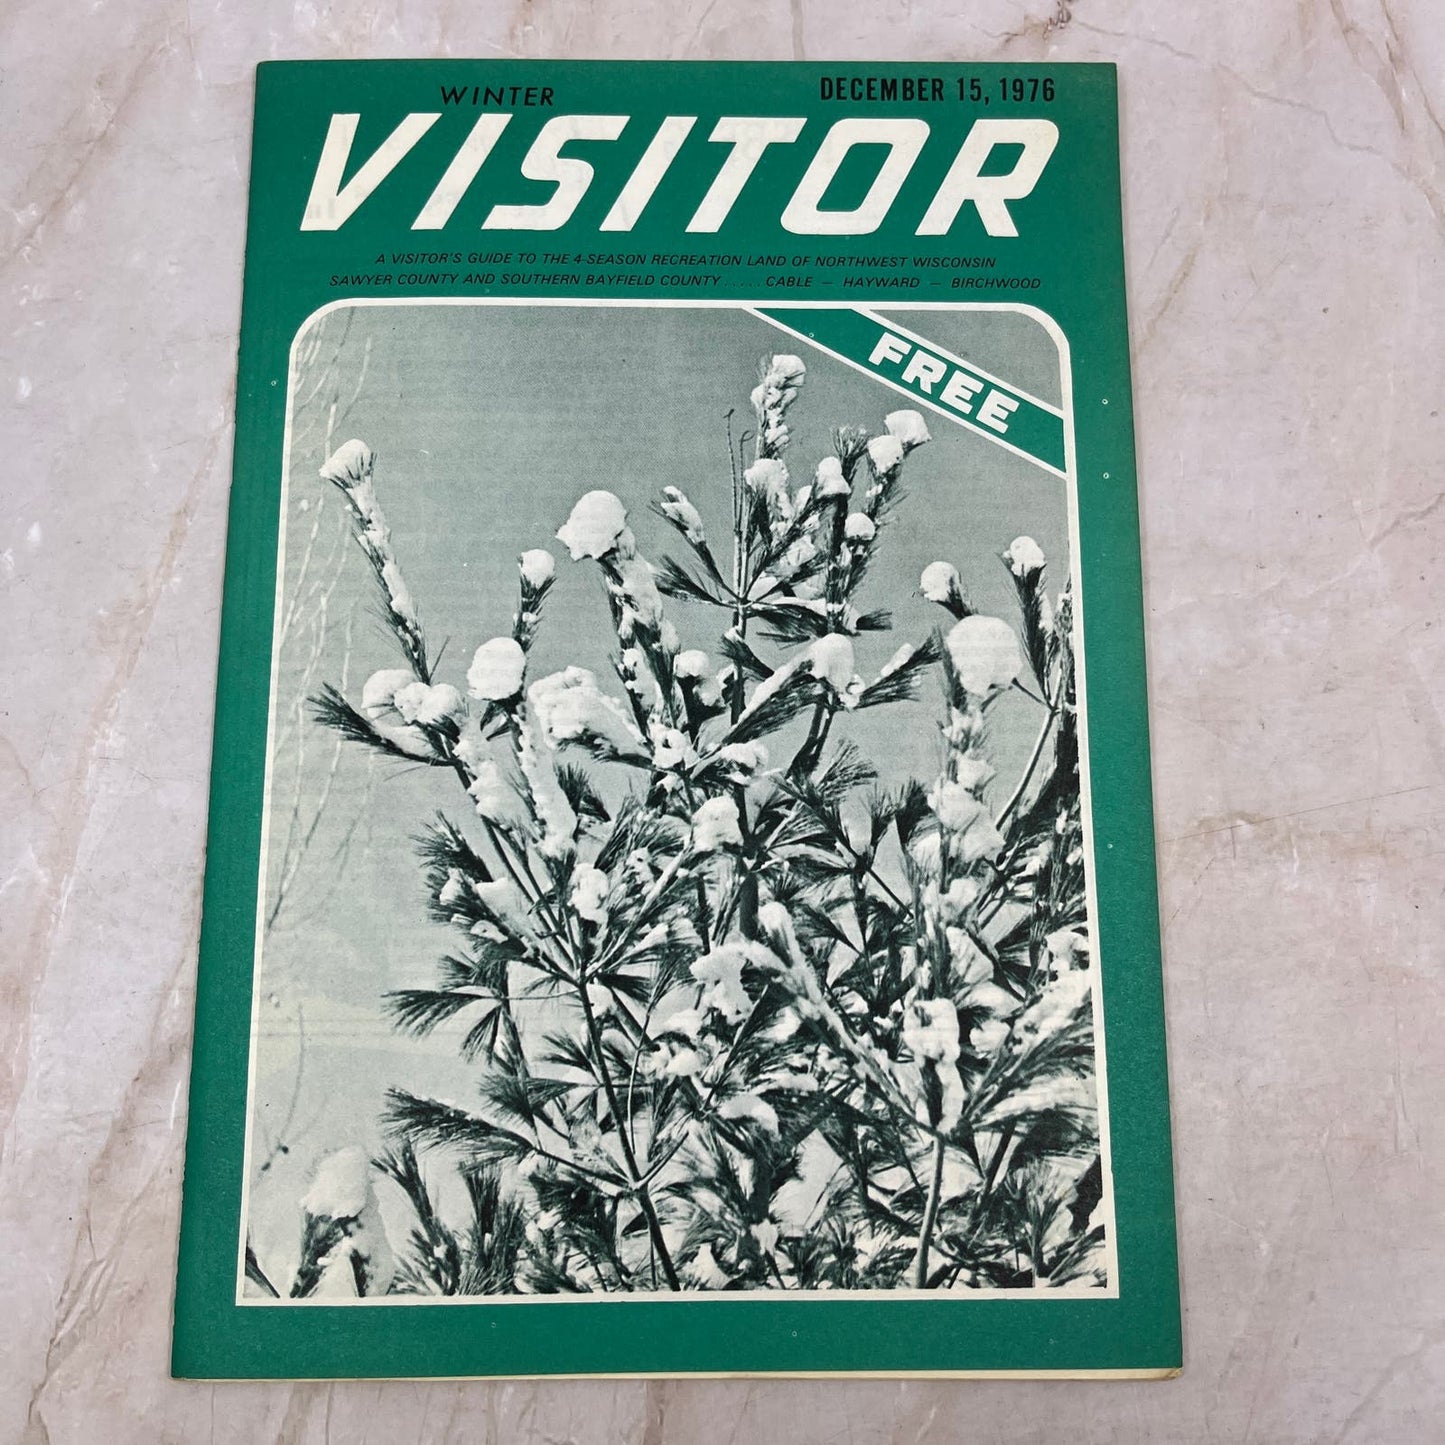 WINTER
DECEMBER 15, 1976
VISITOR
A VISITOR'S GUIDE TO THE 4-SEASON RECREATION LAND OF NORTHWEST WISCONSIN
SAWYER COUNTY AND SOUTHERN BAYFIELD COUNTY ..... CABLE — HAYWARD — BIRCHWOOD
FREE